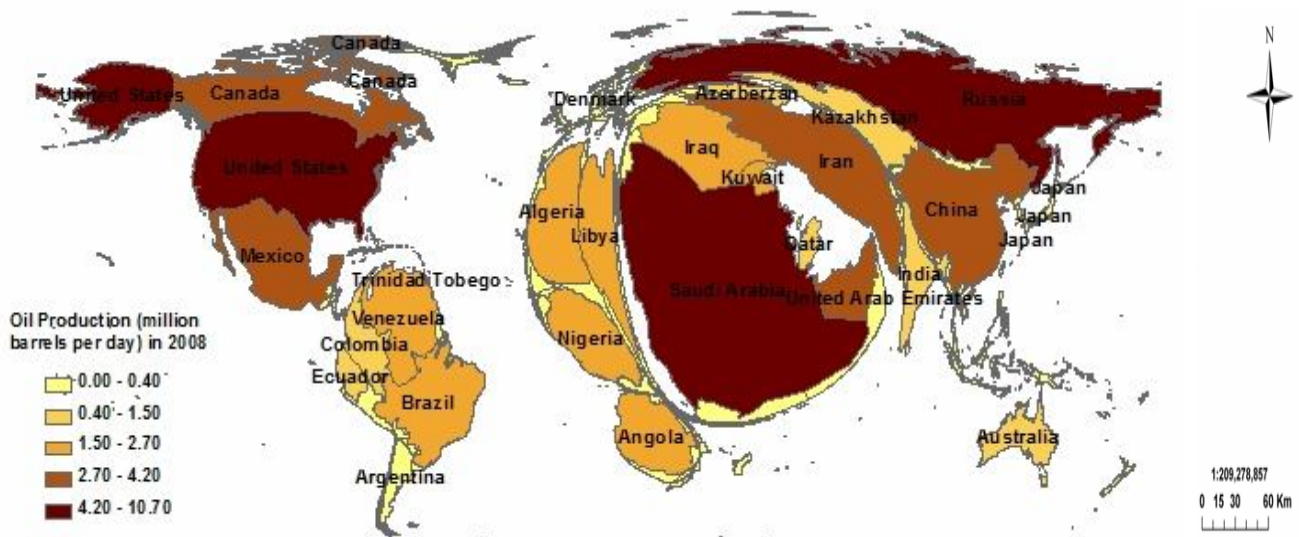 Canada
Canada
N
United States
Canada
Denmark
Azerberzan
Russia
Kazakhstan
Iraq
Iran
United States
Kuwait
Japan
Algeria
China
Japan
Libya
Japan
Qatar
Mexico
India
Trinidad Tobego
Saudi Arabia
United Arab Emirates
Oil Production (million
barrels per day) in 2008
Venezuela
Nigeria
Colombia
Ecuador
0.00 - 0.40
Brazil
0.40 - 1.50
Angola
Australia
1.50 - 2.70
Argentina
2.70 - 4.20
4.20 - 10.70
1:209,278,857
0 15 30 60 Km